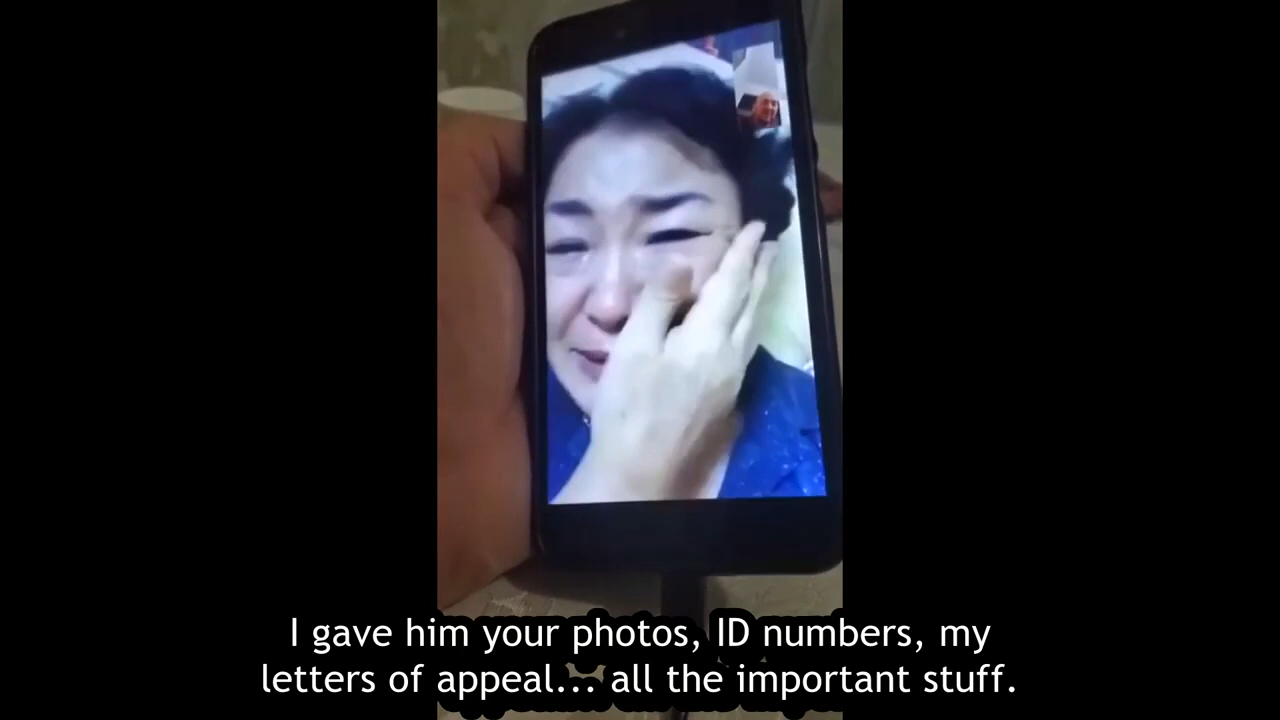 I gave him your photos, ID numbers, my
letters of appeal... all the important stuff.